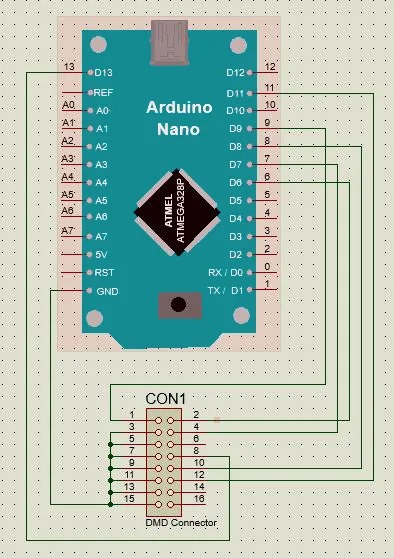 13 D13 D12 12
REF D11 11
A0 A0 D10 10
A1 A1 Arduino D9 9
A2 A2 Nano D8 8
A3 A3 D7 7
A4 A4 D6 6
A5 A5 ATMEL D5 5
A6 A6 ATMEGA328P D4 4
A7 A7 D3 3
5V D2 2
RST RX / D0 0
GND TX / D1 1
CON1
1 2
3 4
5 6
7 8
9 10
11 12
13 14
15 16
DMD Connector